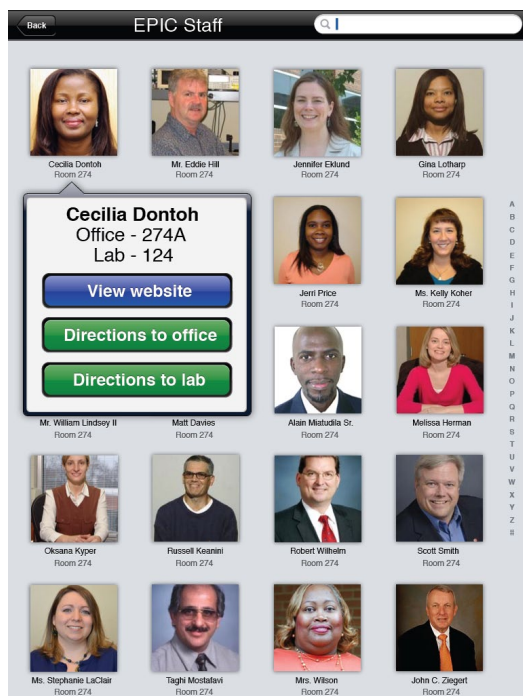 Back
EPIC Staff
Cecilia Dontoh
Room 274
Mr. Eddie Hill
Room 274
Jennifer Eklund
Room 274
Gina Lotharp
Room 274
Cecilia Dontoh
Office - 274A
Lab - 124
View website
Directions to office
Directions to lab
Jerri Price
Room 274
Ms. Kelly Koher
Room 274
Mr. William Lindsey II
Room 274
Matt Davies
Room 274
Alain Miatudila Sr.
Room 274
Melissa Herman
Room 274
Oksana Kyper
Room 274
Russell Keanini
Room 274
Robert Wilhelm
Room 274
Scott Smith
Room 274
Ms. Stephanie LaClair
Room 274
Taghi Mostafavi
Room 274
Mrs. Wilson
Room 274
John C. Ziegert
Room 274
A
B
C
D
E
F
G
H
I
J
K
L
M
N
O
P
Q
R
S
T
U
V
W
X
Y
Z